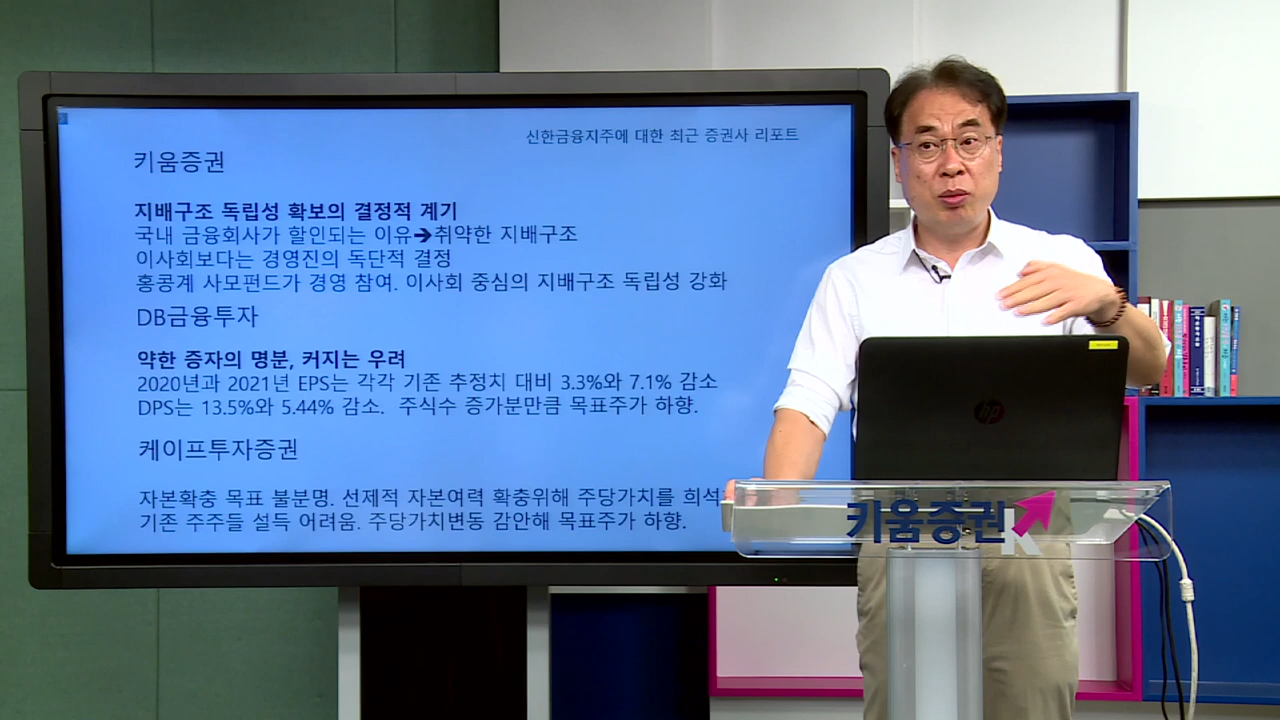 신한금융지주에 대한 최근 증권사 리포트
키움증권
지배구조 독립성 확보의 결정적 계기
국내 금융회사가 할인되는 이유➔취약한 지배구조
이사회보다는 경영진의 독단적 결정
홍콩계 사모펀드가 경영 참여. 이사회 중심의 지배구조 독립성 강화
DB금융투자
약한 증자의 명분, 커지는 우려
2020년과 2021년 EPS는 각각 기존 추정치 대비 3.3%와 7.1% 감소
DPS는 13.5%와 5.44% 감소. 주식수 증가분만큼 목표주가 하향.
케이프투자증권
자본확충 목표 불분명. 선제적 자본여력 확충위해 주당가치를 희석
기존 주주들 설득 어려움. 주당가치변동 감안해 목표주가 하향.
hp
키움증권
K